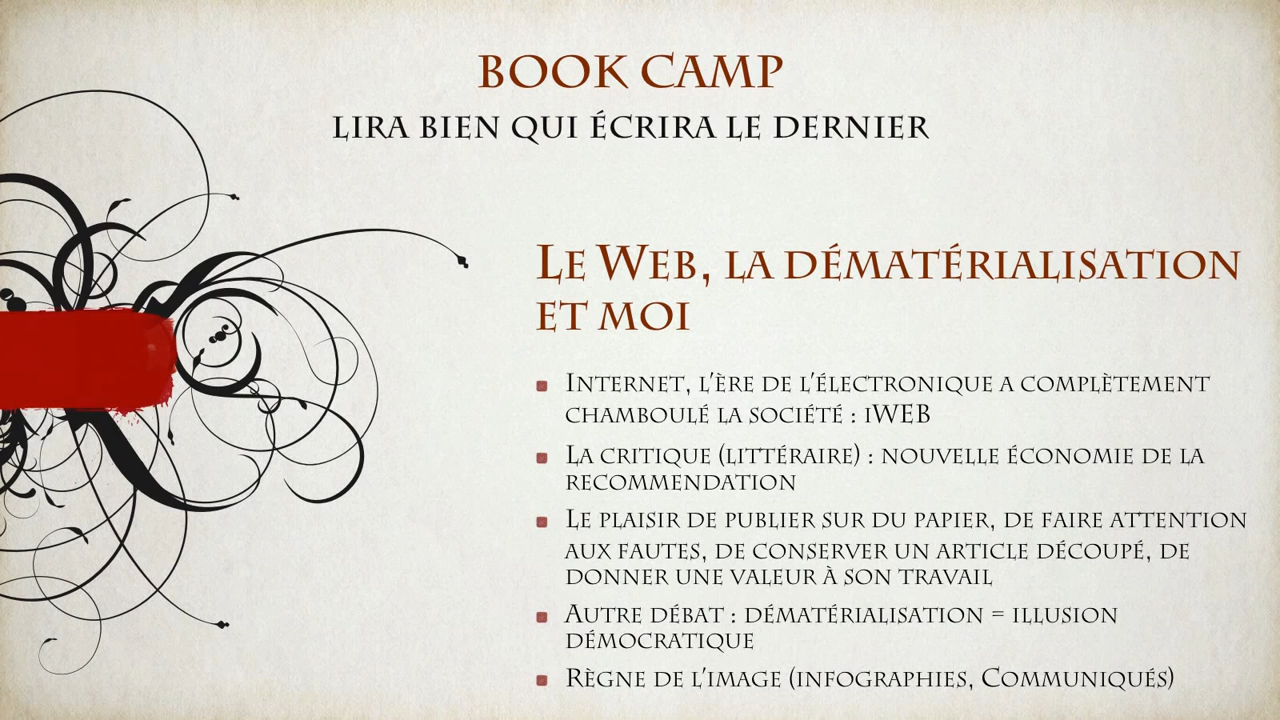 BOOK CAMP
LIRA BIEN QUI ÉCRIRA LE DERNIER
Le Web, la dématérialisation
et moi
Internet, l'ère de l'électronique a complètement
chamboulé la société : iWEB
La critique (littéraire) : nouvelle économie de la
recommendation
Le plaisir de publier sur du papier, de faire attention
aux fautes, de conserver un article découpé, de
donner une valeur à son travail
Autre débat : dématérialisation = illusion
démocratique
Règne de l'image (infographies, Communiqués)